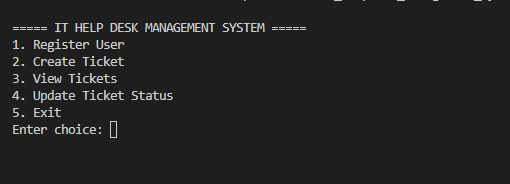 ===== IT HELP DESK MANAGEMENT SYSTEM =====
1. Register User
2. Create Ticket
3. View Tickets
4. Update Ticket Status
5. Exit
Enter choice: